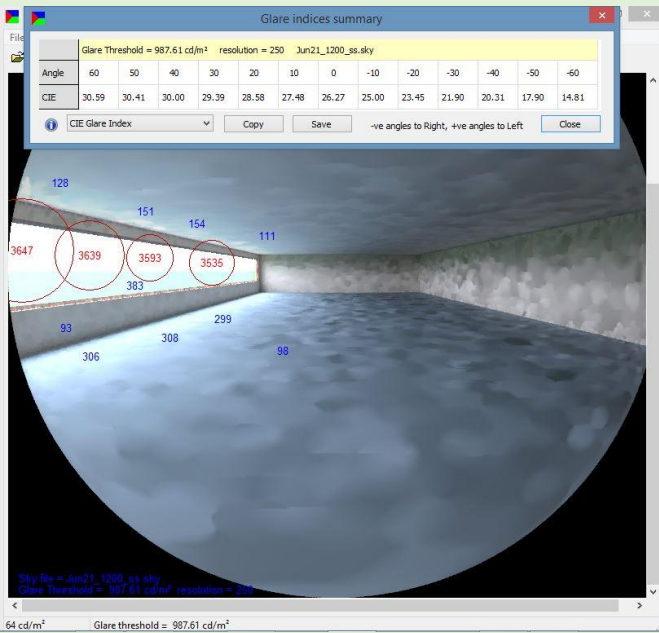 Glare indices summary
File
Glare Threshold = 987.61 cd/m² resolution = 250 Jun21_1200_ss.sky
Angle 60 50 40 30 20 10 0 -10 -20 -30 -40 -50 -60
CIE 30.59 30.41 30.00 29.39 28.58 27.48 26.27 25.00 23.45 21.90 20.31 17.90 14.81
CIE Glare Index Copy Save -ve angles to Right, +ve angles to Left Close
128
151
154
111
3647 3639 3593 3535
383
93
299
308
306
98
Sky file = Jun21_1200_ss.sky
Glare Threshold = 987.61 cd/m² resolution = 250
64 cd/m² Glare threshold = 987.61 cd/m²